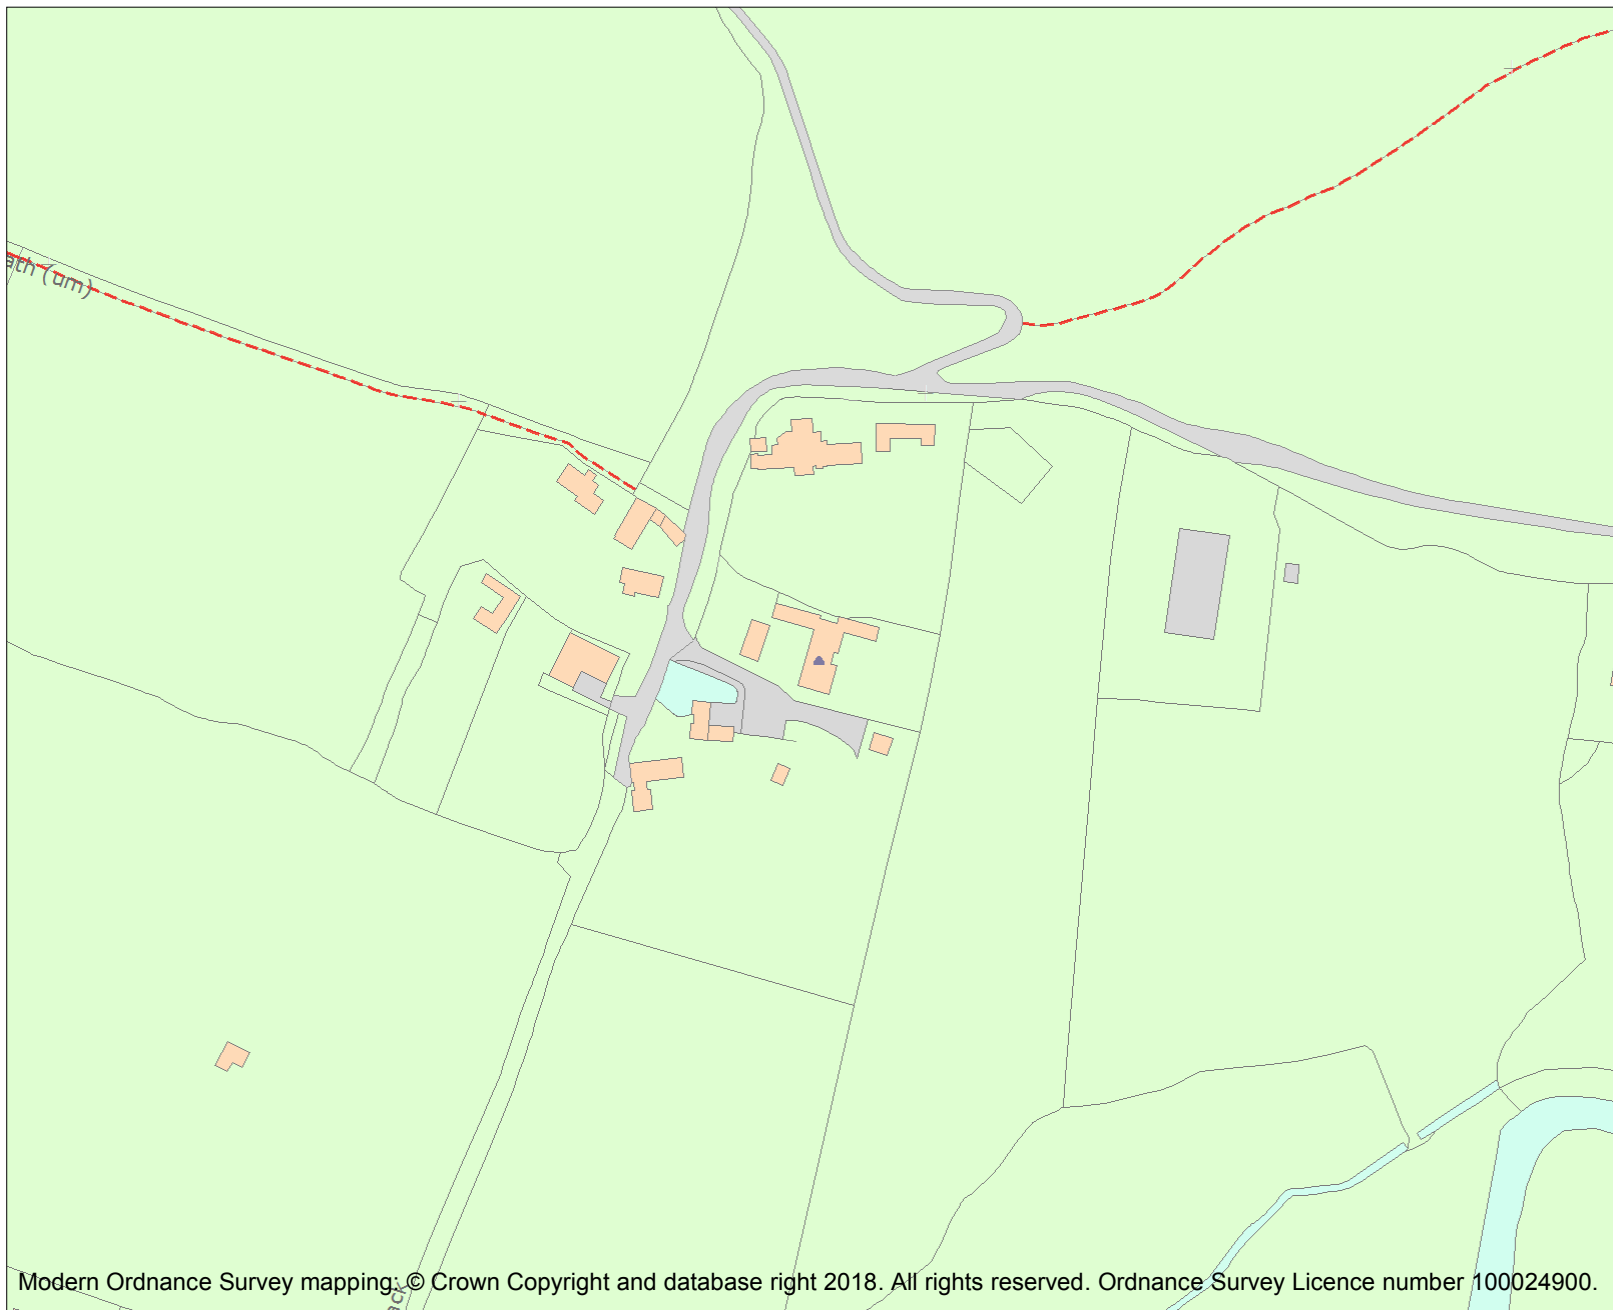 ath (um)
ack
Modern Ordnance Survey mapping: © Crown Copyright and database right 2018. All rights reserved. Ordnance Survey Licence number 100024900.